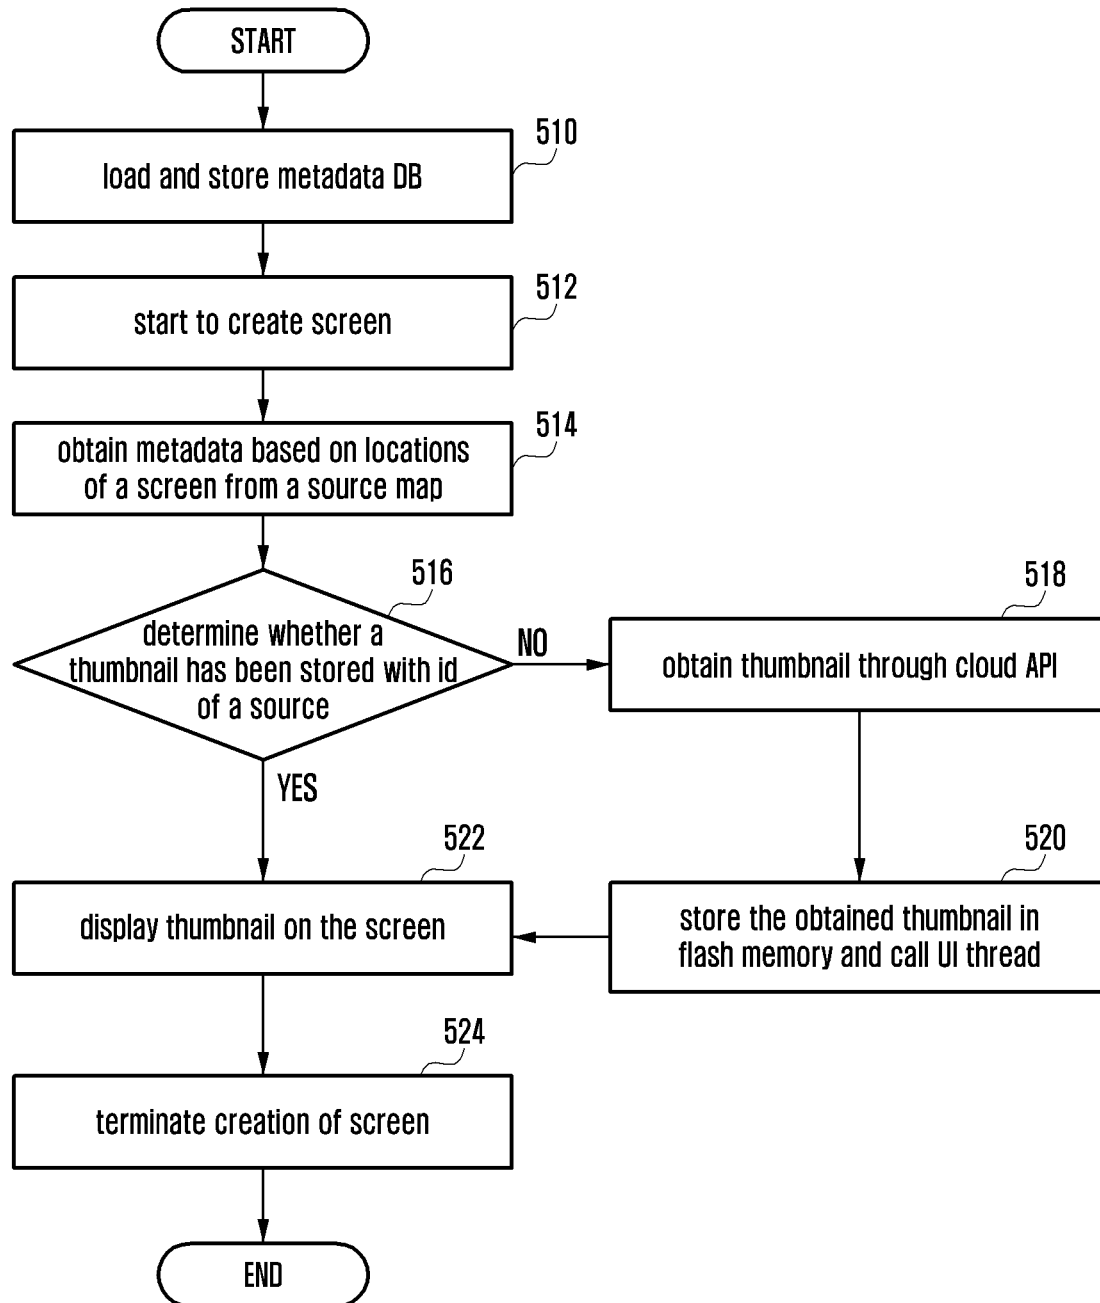 START
510
load and store metadata DB
512
start to create screen
514
obtain metadata based on locations
of a screen from a source map
516
determine whether a
thumbnail has been stored with id
of a source
NO
518
obtain thumbnail through cloud API
YES
520
store the obtained thumbnail in
flash memory and call UI thread
522
display thumbnail on the screen
524
terminate creation of screen
END